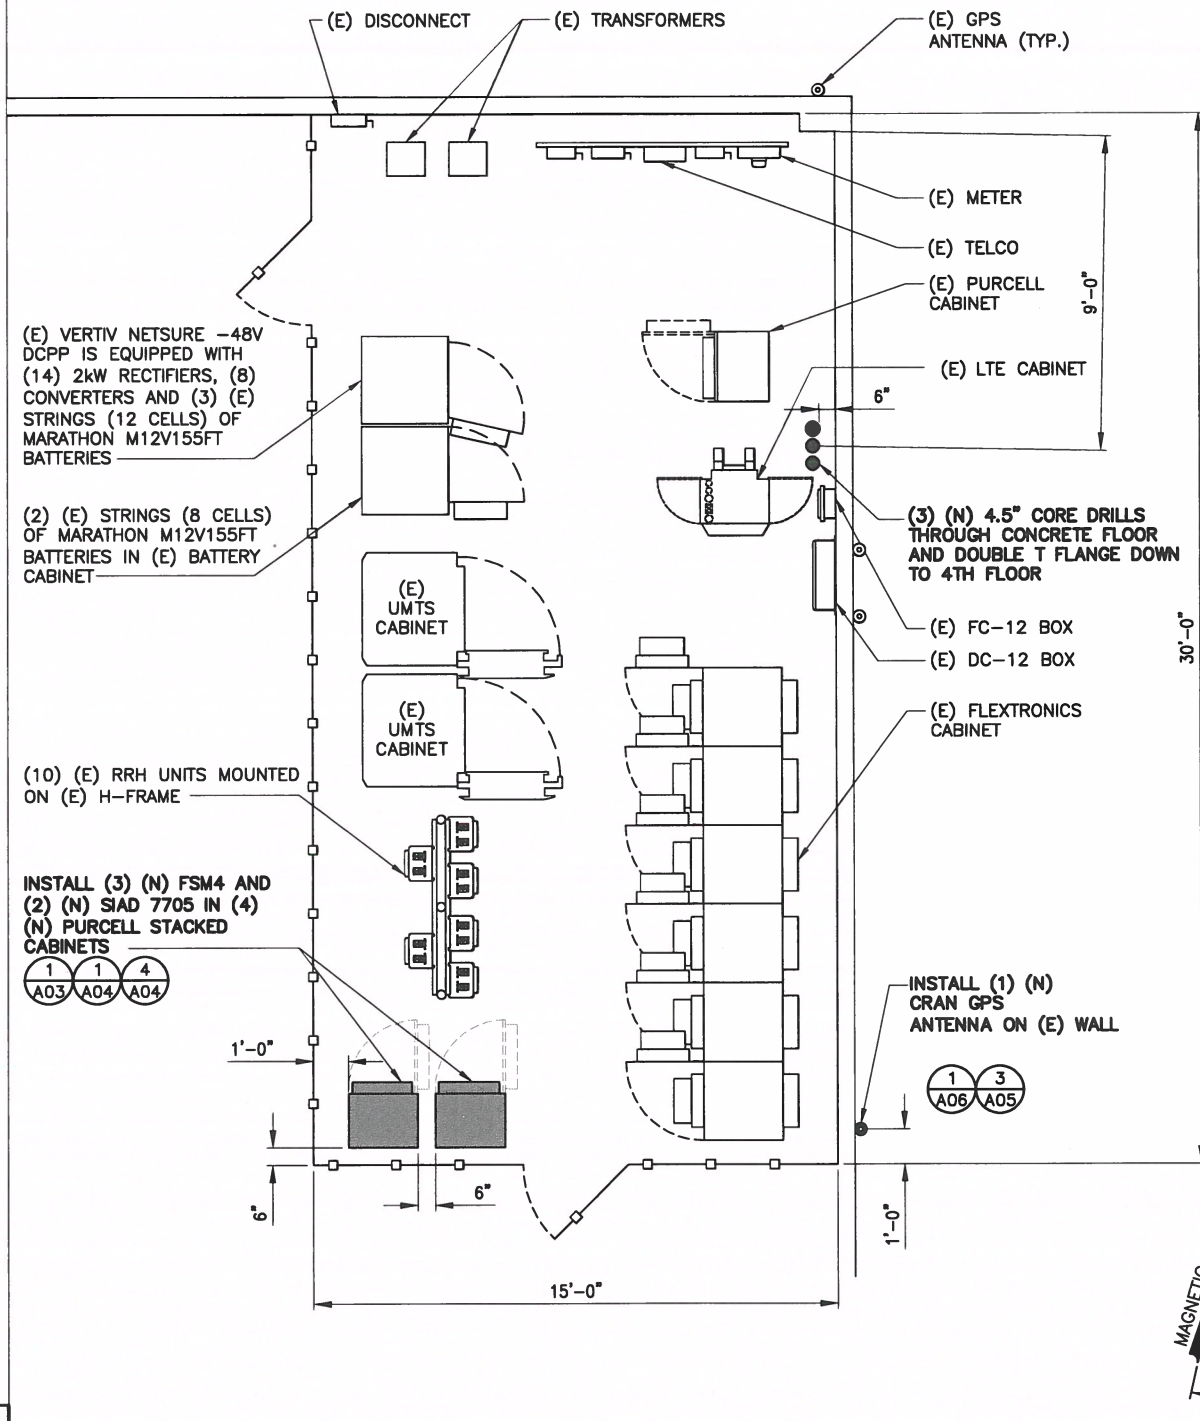 (E) DISCONNECT
(E) TRANSFORMERS
(E) GPS
ANTENNA (TYP.)
(E) METER
(E) TELCO
(E) PURCELL
CABINET
9'-0"
(E) VERTIV NETSURE -48V
DCPP IS EQUIPPED WITH
(14) 2kW RECTIFIERS, (8)
CONVERTERS AND (3) (E)
STRINGS (12 CELLS) OF
MARATHON M12V155FT
BATTERIES
(E) LTE CABINET
6"
(2) (E) STRINGS (8 CELLS)
OF MARATHON M12V155FT
BATTERIES IN (E) BATTERY
CABINET
(3) (N) 4.5" CORE DRILLS
THROUGH CONCRETE FLOOR
AND DOUBLE T FLANGE DOWN
TO 4TH FLOOR
(E)
UMTS
CABINET
(E) FC-12 BOX
(E) DC-12 BOX
30'-0"
(E)
UMTS
CABINET
(E) FLEXTRONICS
CABINET
(10) (E) RRH UNITS MOUNTED
ON (E) H-FRAME
INSTALL (3) (N) FSM4 AND
(2) (N) SIAD 7705 IN (4)
(N) PURCELL STACKED
CABINETS
1 1 4
A03 A04 A04
INSTALL (1) (N)
CRAN GPS
ANTENNA ON (E) WALL
1'-0"
1 3
A06 A05
6"
6"
1'-0"
15'-0"
MAGNETIC